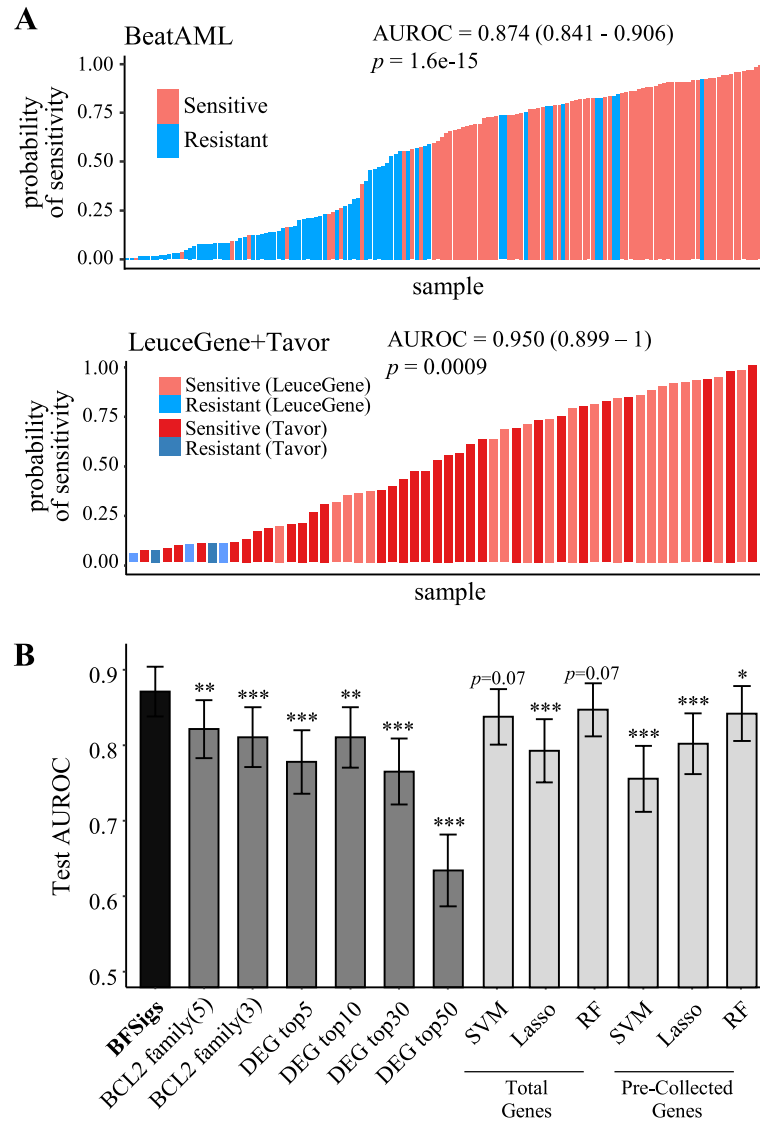 A
BeatAML
AUROC = 0.874 (0.841 - 0.906)
p = 1.6e-15
probability
of sensitivity
1.00
0.75
0.50
0.25
0.00
Sensitive
Resistant
sample
LeuceGene+Tavor
AUROC = 0.950 (0.899 – 1)
p = 0.0009
probability
of sensitivity
1.00
0.75
0.50
0.25
0.00
Sensitive (LeuceGene)
Resistant (LeuceGene)
Sensitive (Tavor)
Resistant (Tavor)
sample
B
Test AUROC
0.9
0.8
0.7
0.6
0.5
** *** *** ** *** *** p=0.07 *** p=0.07 *** *** *
BFSigs
BCL2 family(5)
BCL2 family(3)
DEG top5
DEG top10
DEG top30
DEG top50
SVM
Lasso
RF
SVM
Lasso
RF
Total
Genes
Pre-Collected
Genes